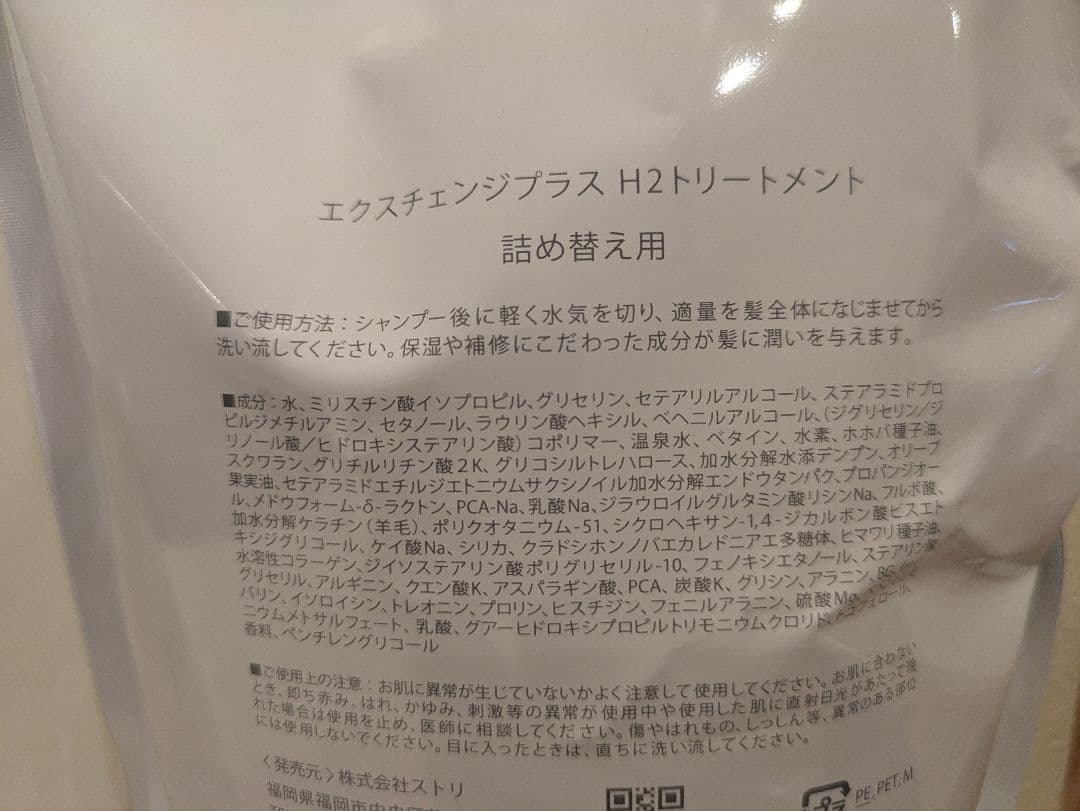 エクスチェンジプラス H2トリートメント
詰め替え用
■ご使用方法：シャンプー後に軽く水気を切り、適量を髪全体になじませてから
洗い流してください。保湿や補修にこだわった成分が髪に潤いを与えます。
■成分：水、ミリスチン酸イソプロピル、グリセリン、セテアリルアルコール、ステアラミドプロ
ピルジメチルアミン、セタノール、ラウリン酸ヘキシル、ベヘニルアルコール、(ジグリセリン/ジ
リノール酸/ヒドロキシステアリン酸)コポリマー、温泉水、ベタイン、水素、ホホバ種子油、
スクワラン、グリチルリチン酸2K、グリコシルトレハロース、加水分解水添デンプン、オリーブ
果実油、セテアラミドエチルジエトニウムサクシノイル加水分解エンドウタンパク、プロパンジオー
ル、メドウフォーム-δ-ラクトン、PCA-Na、乳酸Na、ジラウロイルグルタミン酸リシンNa、フルボ酸、
加水分解ケラチン(羊毛)、ポリクオタニウム-51、シクロヘキサン-1,4-ジカルボン酸ビスエト
キシジグリコール、ケイ酸Na、シリカ、クラドシホンノバエカレドニアエ多糖体、ヒマワリ種子油、
水溶性コラーゲン、ジイソステアリン酸ポリグリセリル-10、フェノキシエタノール、ステアリン酸
グリセリル、アルギニン、クエン酸K、アスパラギン酸、PCA、炭酸K、グリシン、アラニン、BG、
バリン、イソロイシン、トレオニン、プロリン、ヒスチジン、フェニルアラニン、硫酸Mg、
ニウムメトサルフェート、乳酸、グアーヒドロキシプロピルトリモニウムクロリド、トコフェロール、
香料、ペンチレングリコール
■ご使用上の注意：お肌に異常が生じていないかよく注意して使用してください。お肌に合わない
とき。即ち赤み。はれ、かゆみ、刺激等の異常が使用中や使用した肌に直射日光があたって現
れた場合は使用を止め、医師に相談してください。傷やはれもの、しっしん等、異常のある部位
には使用しないでください。目に入ったときは、直ちに洗い流してください。
〈発売元〉株式会社ストリ
福岡県福岡市中央区
PE,PET,M